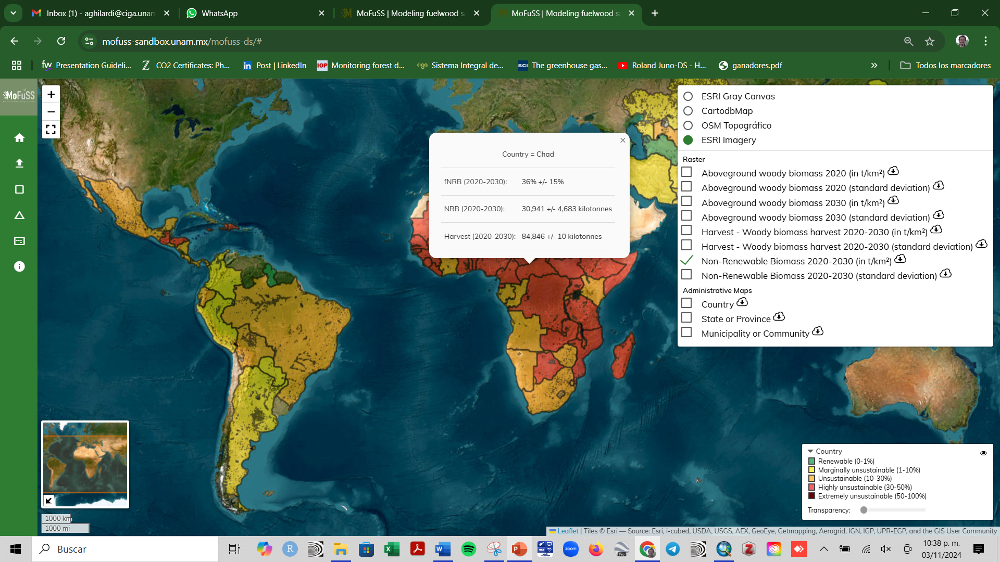 Inbox (1) - aghilardi@ciga.unam
WhatsApp
MoFuSS | Modeling fuelwood sa
MoFuSS | Modeling fuelwood sa
mofuss-sandbox.unam.mx/mofuss-ds/#
fw Presentation Guideli...
CO2 Certificates: Ph...
in Post | LinkedIn
IOP Monitoring forest d...
ciga Sistema Integral de...
SCI The greenhouse gas...
Roland Juno-DS - H...
ganadores.pdf
»
Todos los marcadores
MoFuSS
+
−
ESRI Gray Canvas
CartodbMap
OSM Topográfico
ESRI Imagery
Raster
Aboveground woody biomass 2020 (in t/km²)
Aboveground woody biomass 2020 (standard deviation)
Aboveground woody biomass 2030 (in t/km²)
Aboveground woody biomass 2030 (standard deviation)
Harvest - Woody biomass harvest 2020-2030 (in t/km²)
Harvest - Woody biomass harvest 2020-2030 (standard deviation)
Non-Renewable Biomass 2020-2030 (in t/km²)
Non-Renewable Biomass 2020-2030 (standard deviation)
Administrative Maps
Country
State or Province
Municipality or Community
Country = Chad
fNRB (2020-2030): 36% +/- 15%
NRB (2020-2030): 30,941 +/- 4,683 kilotonnes
Harvest (2020-2030): 84,846 +/- 10 kilotonnes
Country
Renewable (0-1%)
Marginally unsustainable (1-10%)
Unsustainable (10-30%)
Highly unsustainable (30-50%)
Extremely unsustainable (50-100%)
Transparency:
1000 km
1000 mi
Leaflet | Tiles © Esri — Source: Esri, i-cubed, USDA, USGS, AEX, GeoEye, Getmapping, Aerogrid, IGN, IGP, UPR-EGP, and the GIS User Community
Buscar
zoom
Pro
10:38 p. m.
03/11/2024